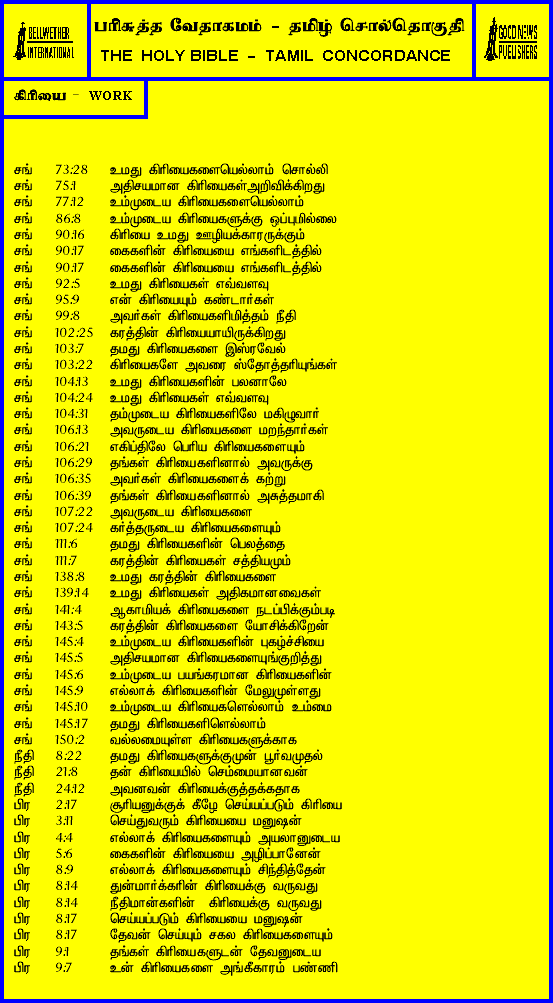 BELLWETHER
INTERNATIONAL
பரிசுத்த வேதாகமம் - தமிழ் சொல்தொகுதி
THE HOLY BIBLE - TAMIL CONCORDANCE
GOOD NEWS
PUBLISHERS
கிரியை - WORK
சங் 73:28 உமது கிரியைகளையெல்லாம் சொல்லி
சங் 75:1 அதிசயமான கிரியைகள்அறிவிக்கிறது
சங் 77:12 உம்முடைய கிரியைகளையெல்லாம்
சங் 86:8 உம்முடைய கிரியைகளுக்கு ஒப்புமில்லை
சங் 90:16 கிரியை உமது ஊழியக்காரருக்கும்
சங் 90:17 கைகளின் கிரியையை எங்களிடத்தில்
சங் 90:17 கைகளின் கிரியையை எங்களிடத்தில்
சங் 92:5 உமது கிரியைகள் எவ்வளவு
சங் 95:9 என் கிரியையும் கண்டார்கள்
சங் 99:8 அவர்கள் கிரியைகளிமித்தம் நீதி
சங் 102:25 கரத்தின் கிரியையாயிருக்கிறது
சங் 103:7 தமது கிரியைகளை இஸ்ரவேல்
சங் 103:22 கிரியைகளே அவரை ஸ்தோத்தரியுங்கள்
சங் 104:13 உமது கிரியைகளின் பலனாலே
சங் 104:24 உமது கிரியைகள் எவ்வளவு
சங் 104:31 தம்முடைய கிரியைகளிலே மகிழுவார்
சங் 106:13 அவருடைய கிரியைகளை மறந்தார்கள்
சங் 106:21 எகிப்திலே பெரிய கிரியைகளையும்
சங் 106:29 தங்கள் கிரியைகளினால் அவருக்கு
சங் 106:35 அவர்கள் கிரியைகளைக் கற்று
சங் 106:39 தங்கள் கிரியைகளினால் அசுத்தமாகி
சங் 107:22 அவருடைய கிரியைகளை
சங் 107:24 கர்த்தருடைய கிரியைகளையும்
சங் 111:6 தமது கிரியைகளின் பெலத்தை
சங் 111:7 கரத்தின் கிரியைகள் சத்தியமும்
சங் 138:8 உமது கரத்தின் கிரியைகளை
சங் 139:14 உமது கிரியைகள் அதிகமானவைகள்
சங் 141:4 ஆகாமியக் கிரியைகளை நடப்பிக்கும்படி
சங் 143:5 கரத்தின் கிரியைகளை யோசிக்கிறேன்
சங் 145:4 உம்முடைய கிரியைகளின் புகழ்ச்சியை
சங் 145:5 அதிசயமான கிரியைகளையுங்குறித்து
சங் 145:6 உம்முடைய பயங்கரமான கிரியைகளின்
சங் 145:9 எல்லாக் கிரியைகளின் மேலுமுள்ளது
சங் 145:10 உம்முடைய கிரியைகளெல்லாம் உம்மை
சங் 145:17 தமது கிரியைகளிளெல்லாம்
சங் 150:2 வல்லமையுள்ள கிரியைகளுக்காக
நீதி 8:22 தமது கிரியைகளுக்குமுன் பூர்வமுதல்
நீதி 21:8 தன் கிரியையில் செம்மையானவன்
நீதி 24:12 அவனவன் கிரியைக்குத்தக்கதாக
பிர 2:17 சூரியனுக்குக் கீழே செய்யப்படும் கிரியை
பிர 3:11 செய்துவரும் கிரியையை மனுஷன்
பிர 4:4 எல்லாக் கிரியைகளையும் அயலானுடைய
பிர 5:6 கைகளின் கிரியையை அழிப்பானேன்
பிர 8:9 எல்லாக் கிரியைகளையும் சிந்தித்தேன்
பிர 8:14 துன்மார்க்கரின் கிரியைக்கு வருவது
பிர 8:14 நீதிமான்களின் கிரியைக்கு வருவது
பிர 8:17 செய்யப்படும் கிரியையை மனுஷன்
பிர 8:17 தேவன் செய்யும் சகல கிரியைகளையும்
பிர 9:1 தங்கள் கிரியைகளுடன் தேவனுடைய
பிர 9:7 உன் கிரியைகளை அங்கீகாரம் பண்ணி